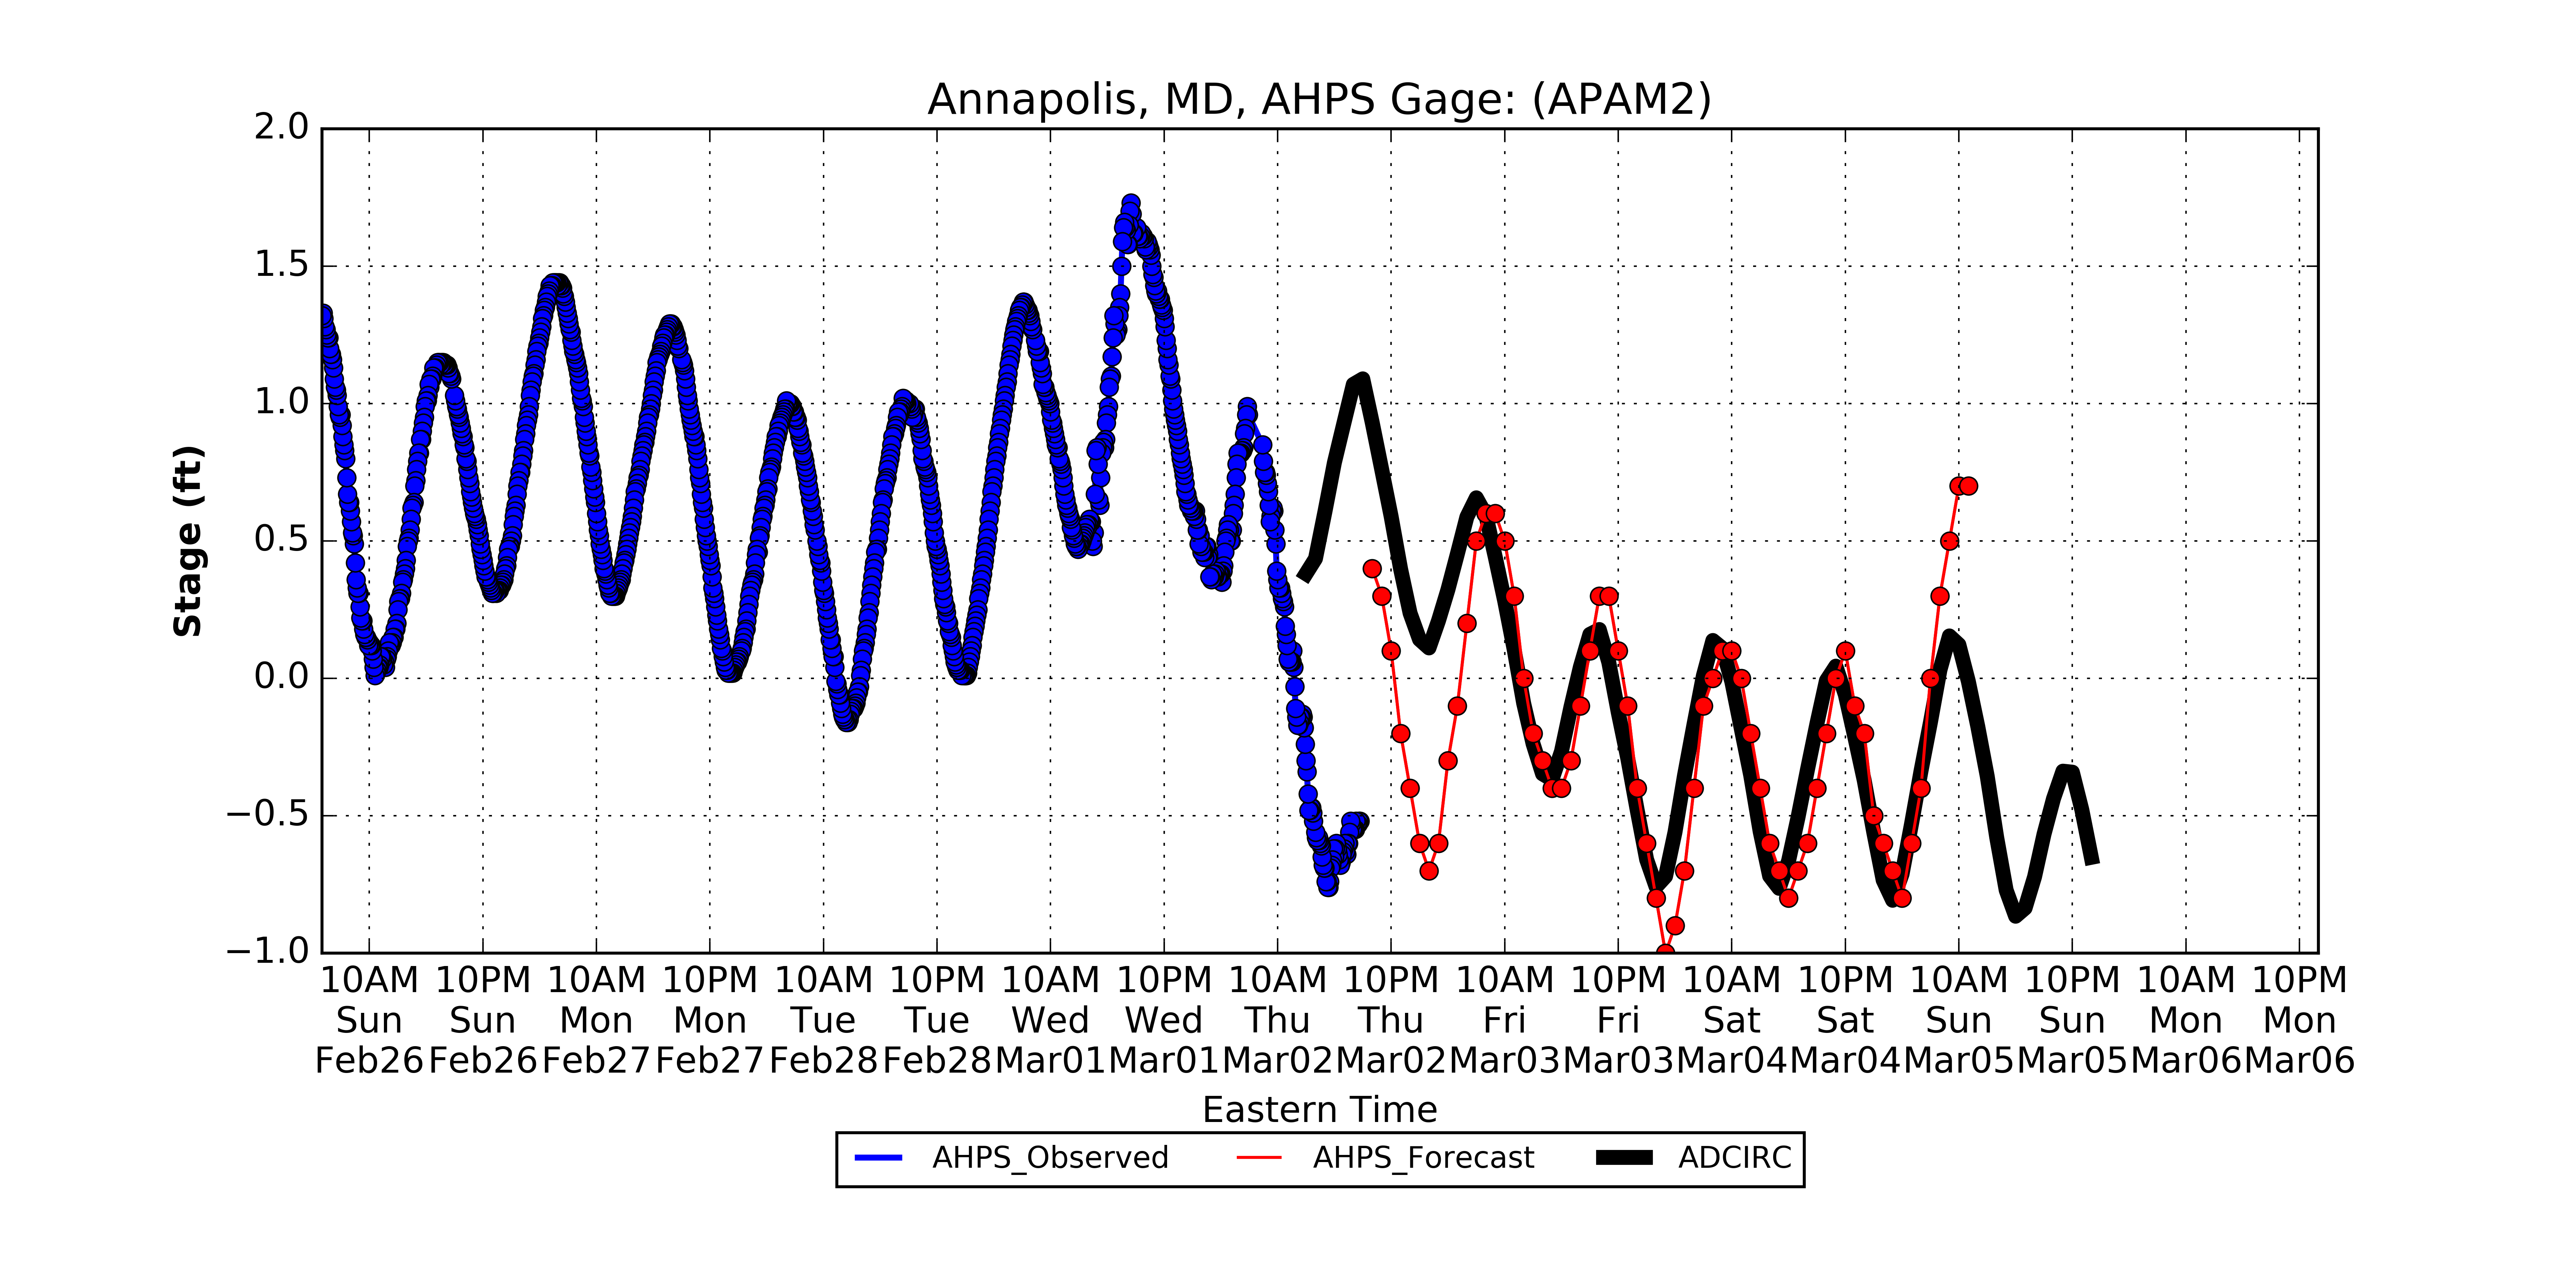 Annapolis, MD, AHPS Gage: (APAM2)
2.0
1.5
1.0
0.5
0.0
−0.5
−1.0
Stage (ft)
10AM 10PM 10AM 10PM 10AM 10PM 10AM 10PM 10AM 10PM 10AM 10PM 10AM 10PM 10AM 10PM 10AM 10PM
Sun Sun Mon Mon Tue Tue Wed Wed Thu Thu Fri Fri Sat Sat Sun Sun Mon Mon
Feb26 Feb26 Feb27 Feb27 Feb28 Feb28 Mar01 Mar01 Mar02 Mar02 Mar03 Mar03 Mar04 Mar04 Mar05 Mar05 Mar06 Mar06
Eastern Time
AHPS_Observed AHPS_Forecast ADCIRC